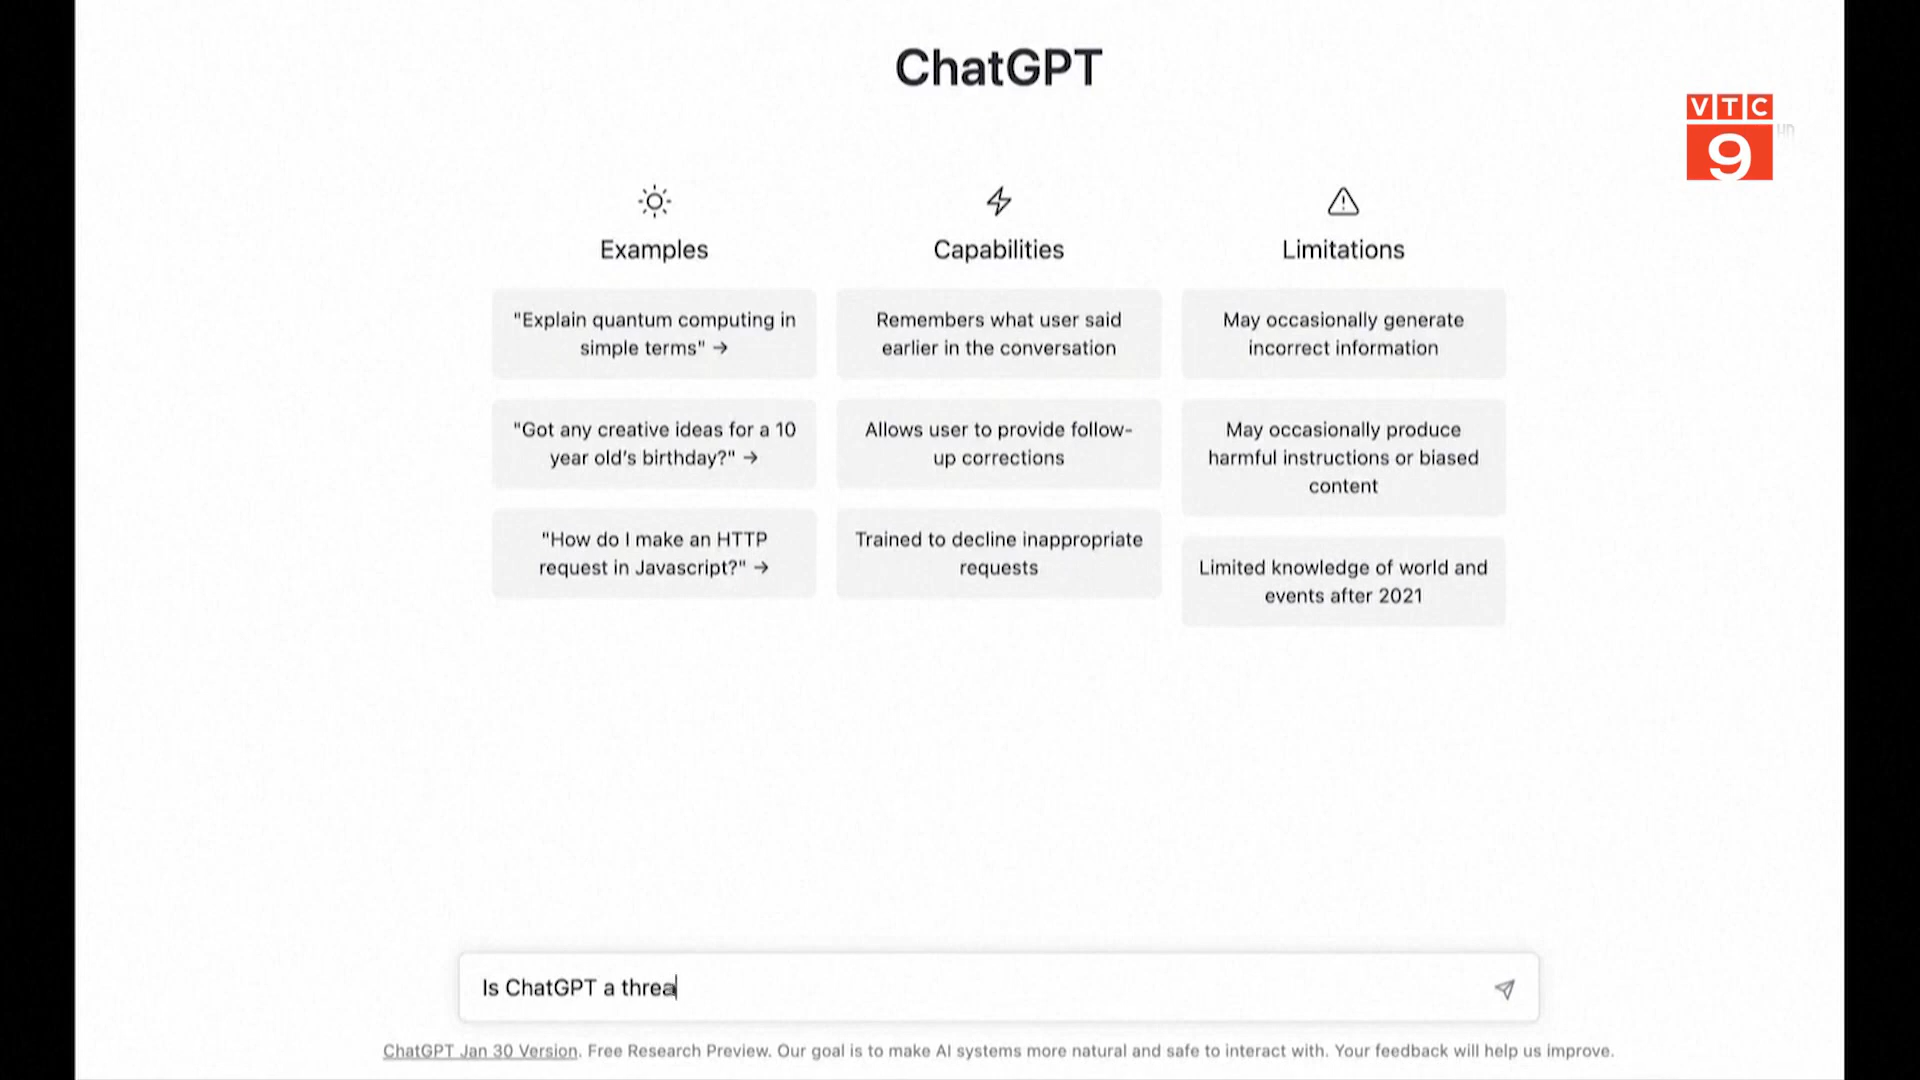 ChatGPT
VTC
9
HD
Examples
Capabilities
Limitations
"Explain quantum computing in
simple terms" →
Remembers what user said
earlier in the conversation
May occasionally generate
incorrect information
"Got any creative ideas for a 10
year old's birthday?" →
Allows user to provide follow-
up corrections
May occasionally produce
harmful instructions or biased
content
"How do I make an HTTP
request in Javascript?" →
Trained to decline inappropriate
requests
Limited knowledge of world and
events after 2021
Is ChatGPT a threa
ChatGPT Jan 30 Version. Free Research Preview. Our goal is to make AI systems more natural and safe to interact with. Your feedback will help us improve.